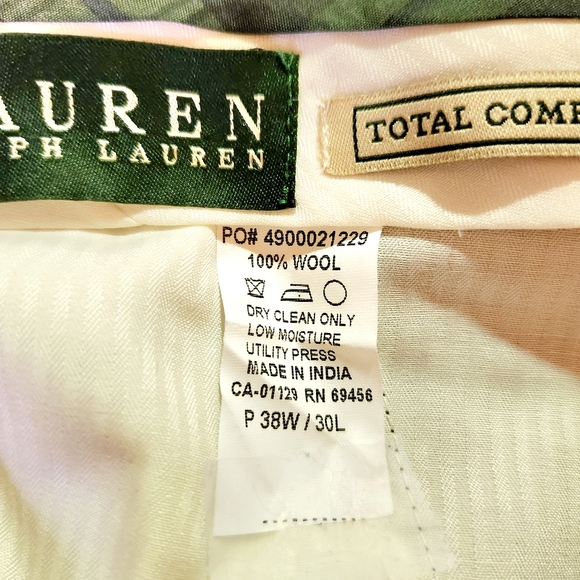 AUREN
PH LAUREN
TOTAL COM
PO# 4900021229
100% WOOL
DRY CLEAN ONLY
LOW MOISTURE
UTILITY PRESS
MADE IN INDIA
CA-01129 RN 69456
P 38W / 30L